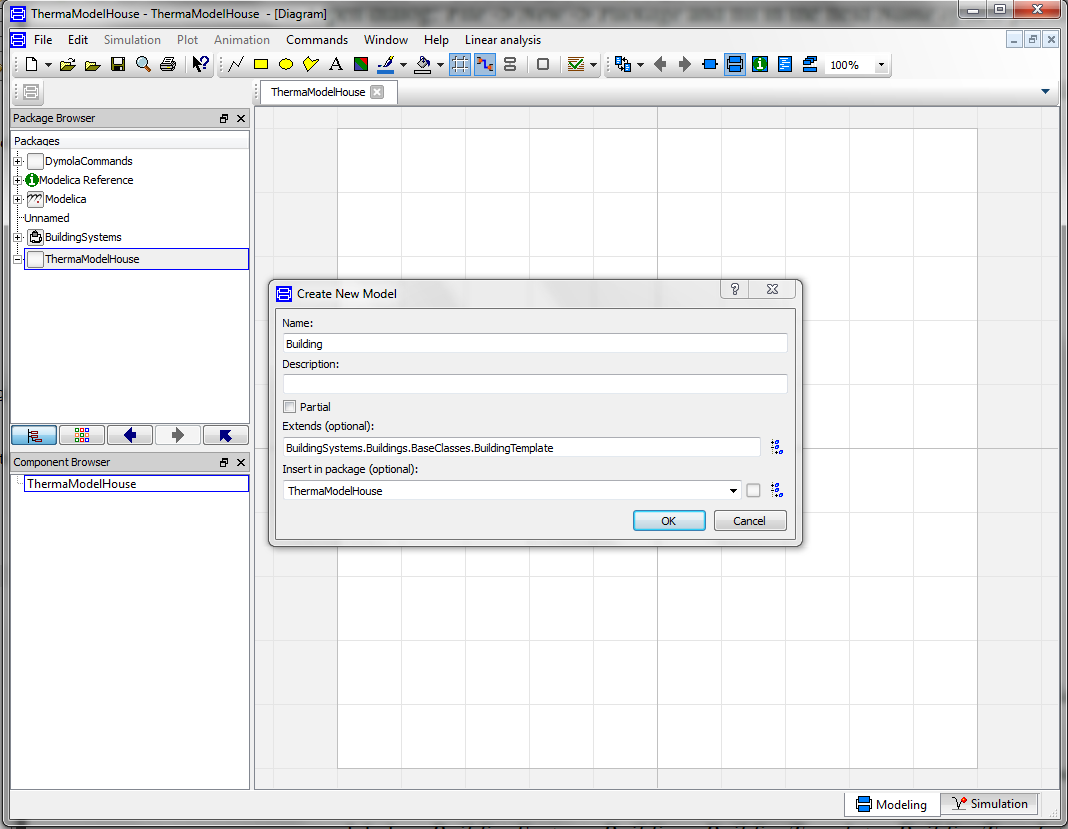 ThermaModelHouse - ThermaModelHouse - [Diagram]
File Edit Simulation Plot Animation Commands Window Help Linear analysis
100%
ThermaModelHouse
Package Browser
Packages
DymolaCommands
Modelica Reference
Modelica
Unnamed
BuildingSystems
ThermaModelHouse
Create New Model
Name:
Building
Description:
Partial
Extends (optional):
BuildingSystems.Buildings.BaseClasses.BuildingTemplate
Insert in package (optional):
ThermaModelHouse
OK Cancel
Component Browser
ThermaModelHouse
Modeling Simulation